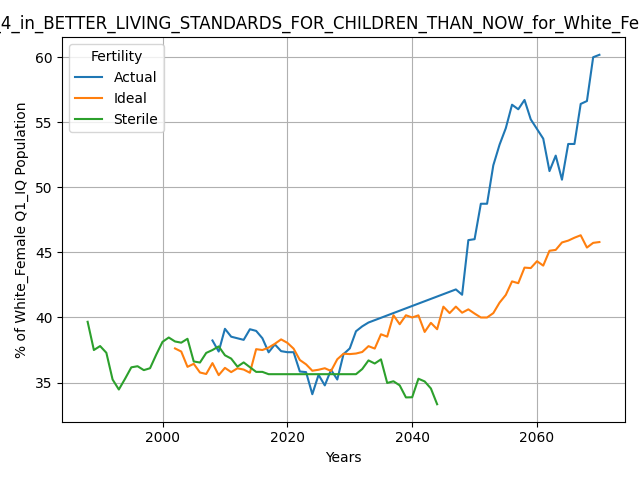 _4_in_BETTER_LIVING_STANDARDS_FOR_CHILDREN_THAN_NOW_for_White_Fe
Fertility
Actual
Ideal
Sterile
% of White_Female Q1_IQ Population
60
55
50
45
40
35
2000
2020
2040
2060
Years